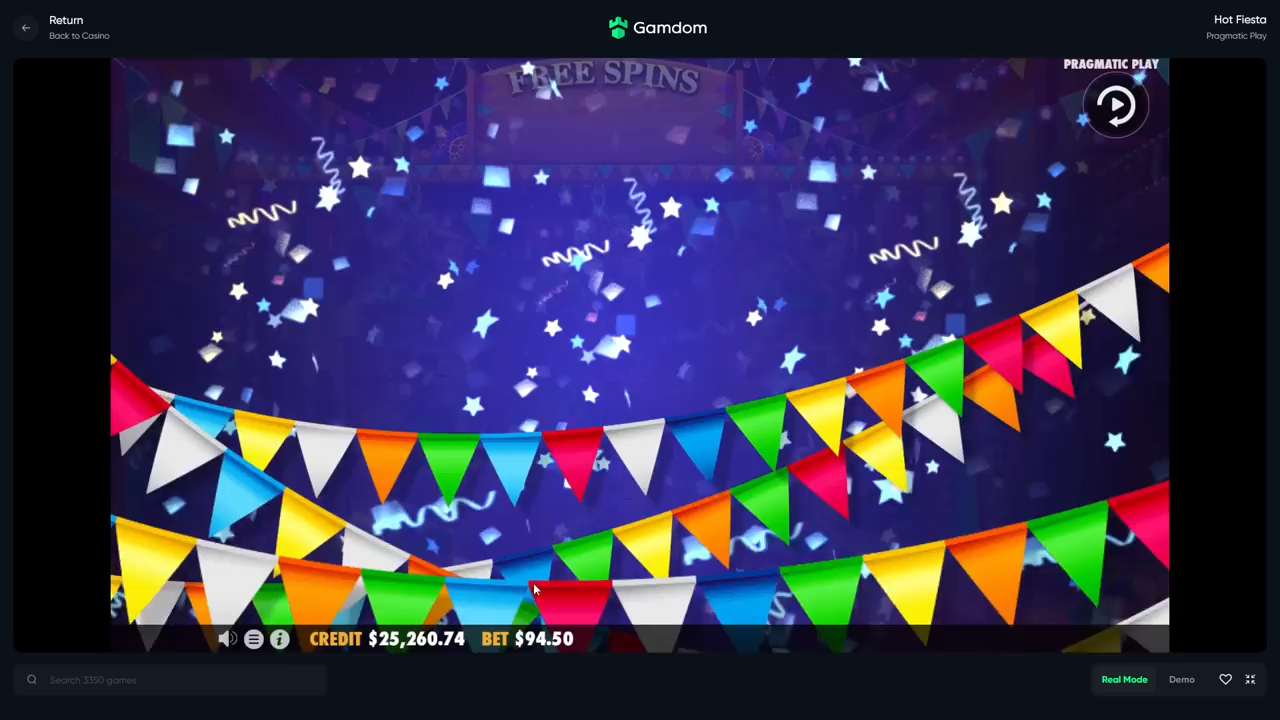 Return
Back to Casino
Gamdom
Hot Fiesta
Pragmatic Play
FREE SPINS
PRAGMATIC PLAY
CREDIT $25,260.74 BET $94.50
Search 3350 games
Real Mode
Demo